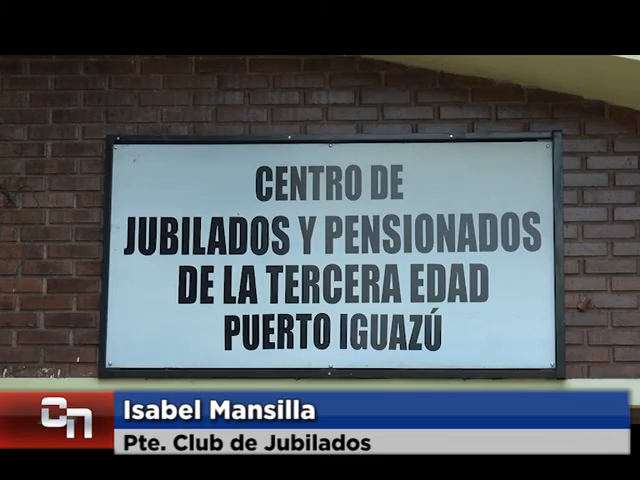 CENTRO DE
JUBILADOS Y PENSIONADOS
DE LA TERCERA EDAD
PUERTO IGUAZÚ
Isabel Mansilla
Pte. Club de Jubilados